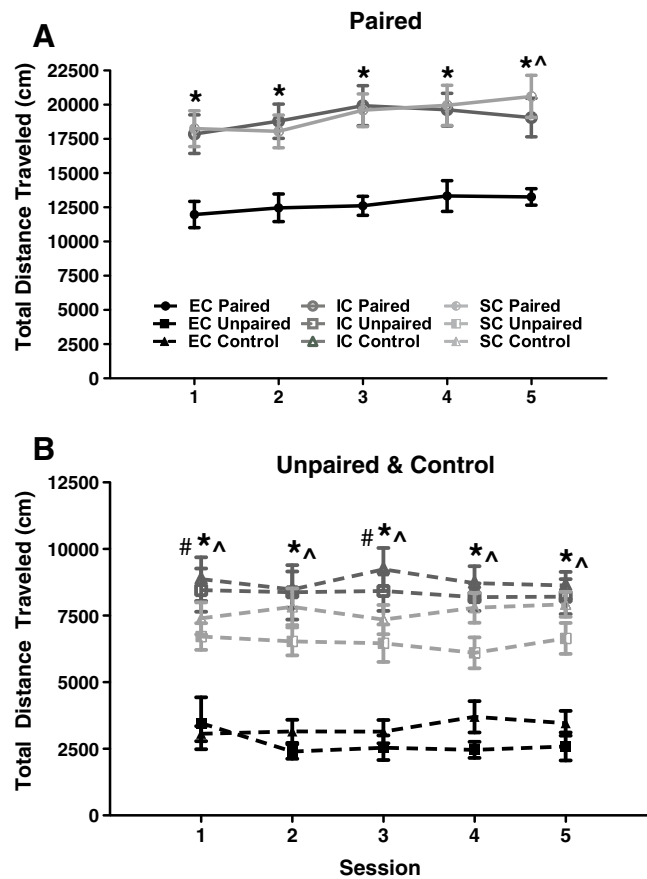 A
Paired
Total Distance Traveled (cm)
22500
20000
17500
15000
12500
10000
7500
5000
2500
0
* * * * *^
EC Paired IC Paired SC Paired
EC Unpaired IC Unpaired SC Unpaired
EC Control IC Control SC Control
1 2 3 4 5
B
Unpaired & Control
Total Distance Traveled (cm)
12500
10000
7500
5000
2500
0
# * ^ * ^ # * ^ * ^ * ^
1 2 3 4 5
Session